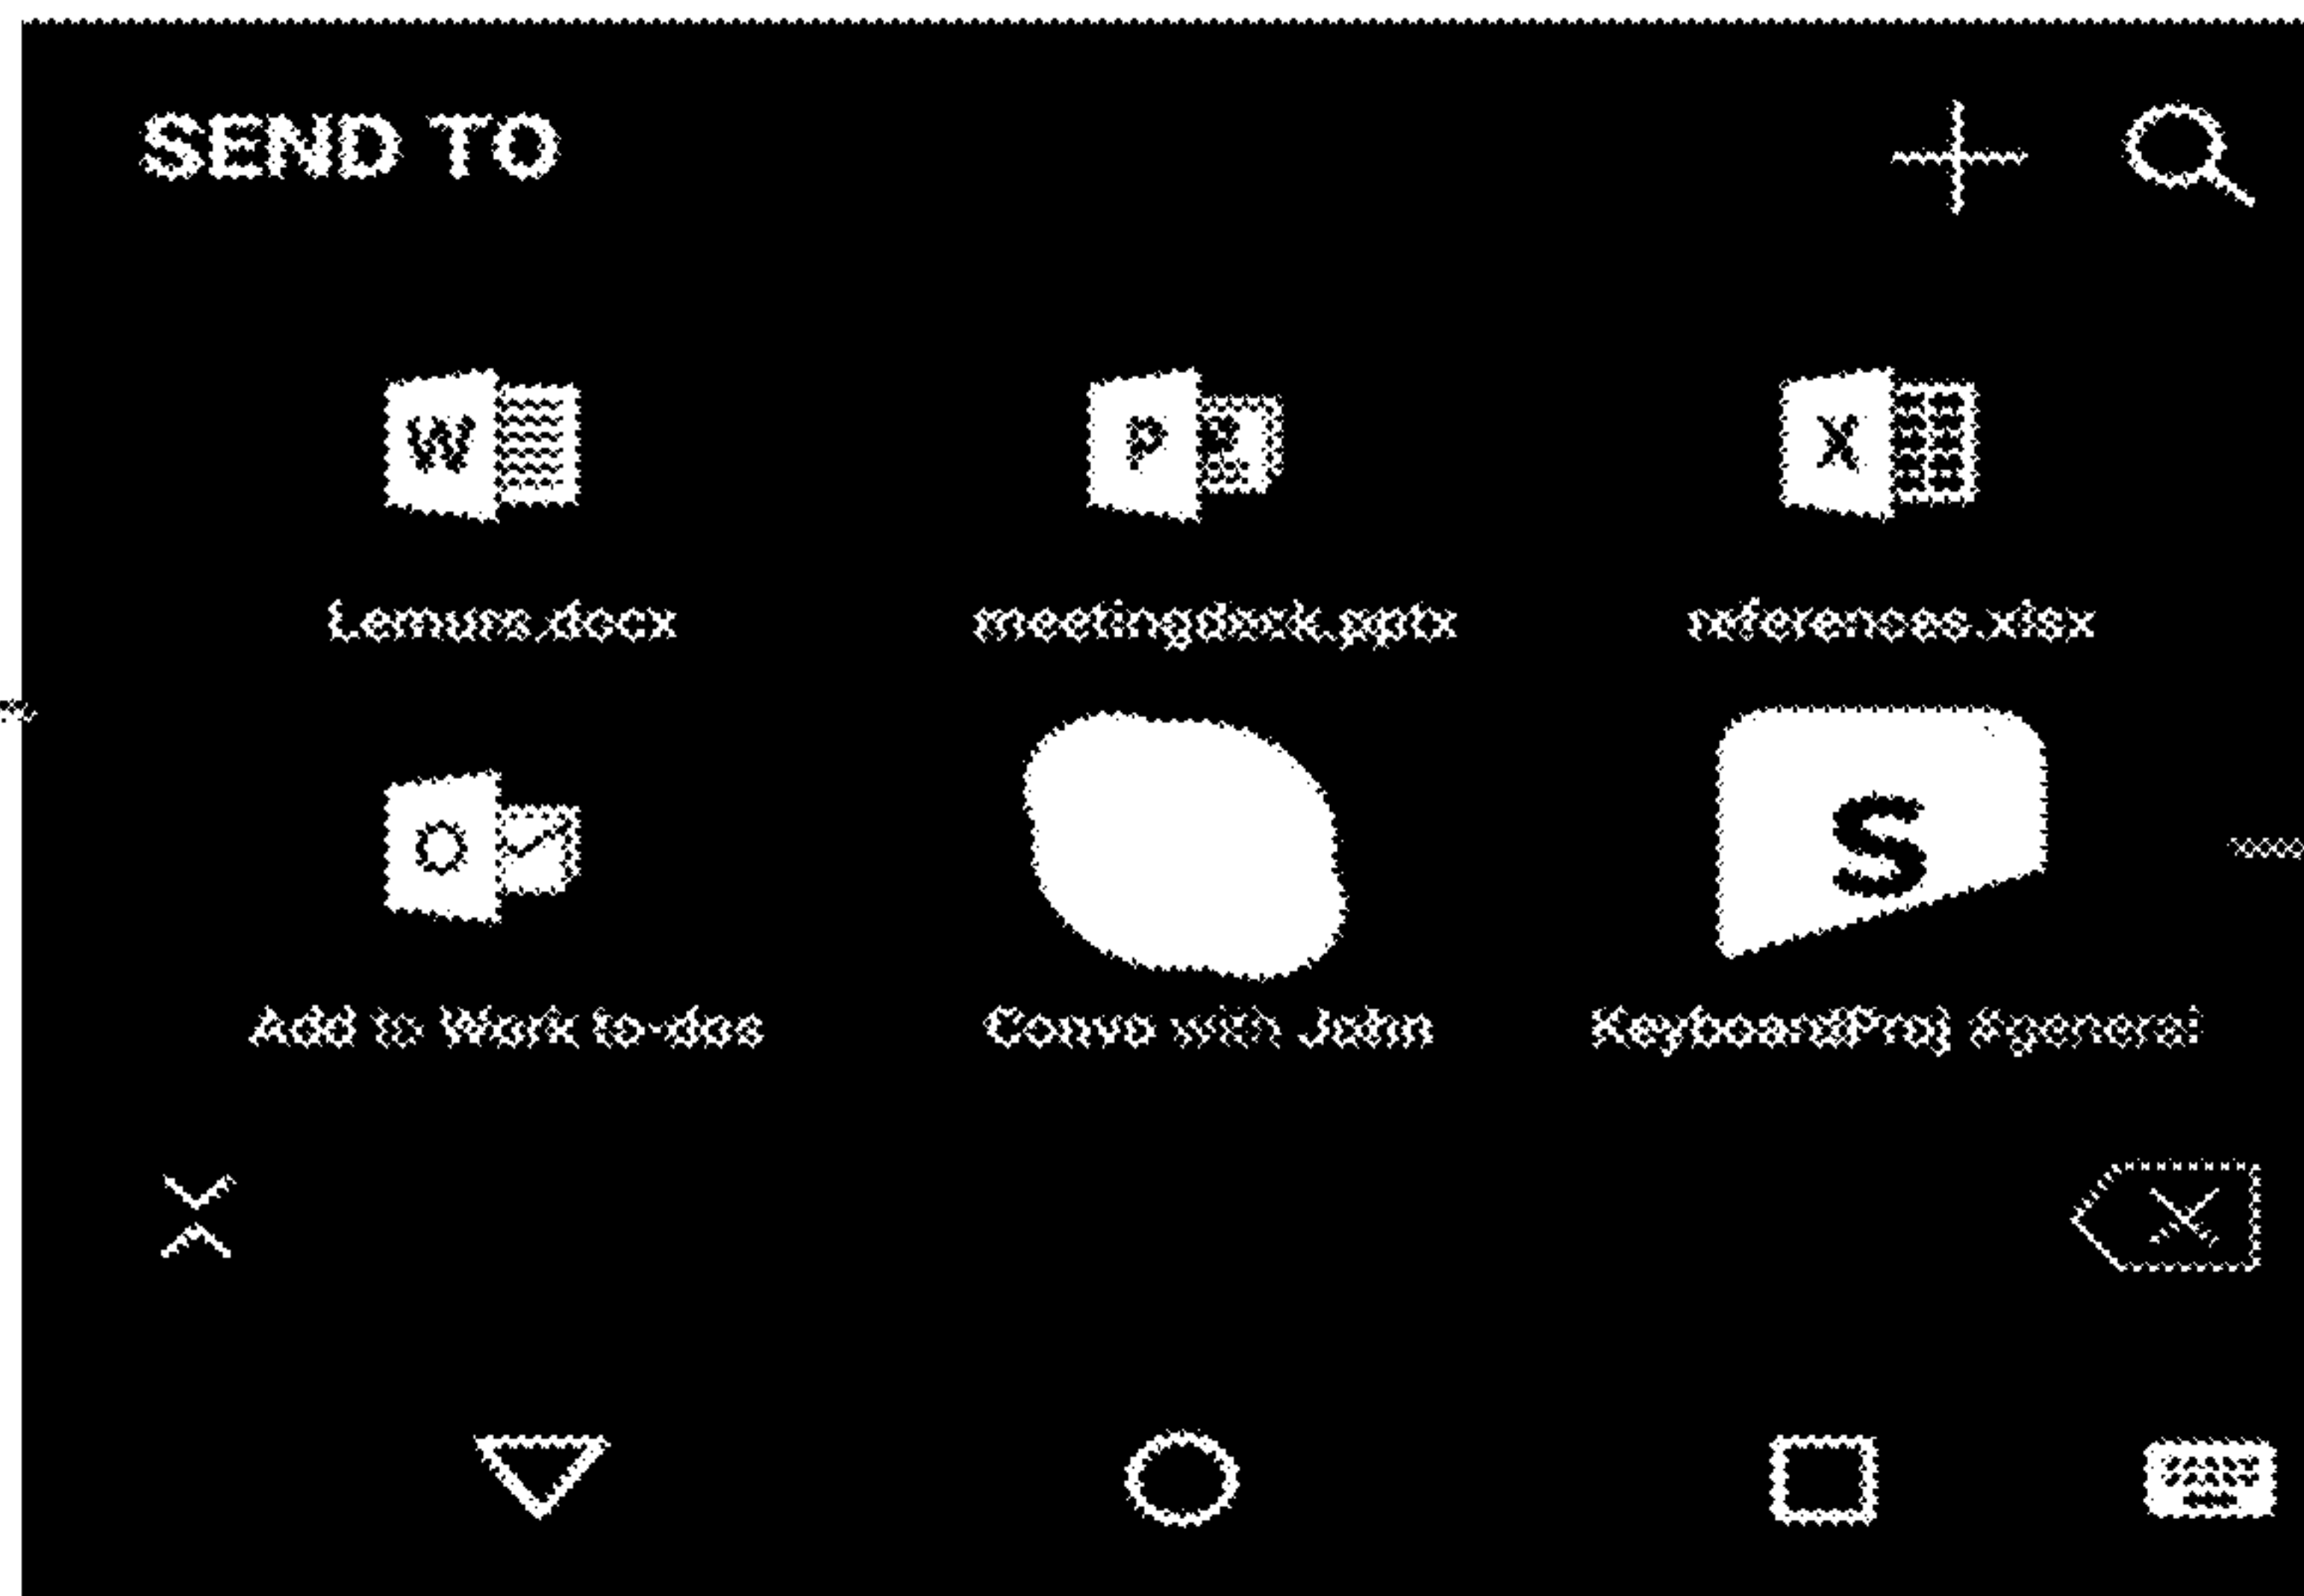 SEND TO
W P X
Lemurs.docx meetingdeck.pptx references.xlsx
O S
Add to Work to-dos Convo with John KeyboardProj #general